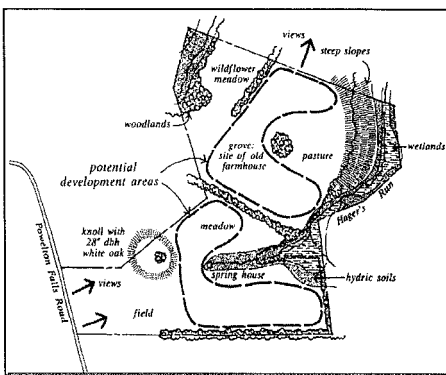 views
steep slopes
wildflower
meadow
woodlands
grove:
site of old
farmhouse
pasture
wetlands
potential
development areas
Hager's Run
meadow
knoll with
28" dbh
white oak
spring house
hydric soils
views
field
Powelton Falls Road